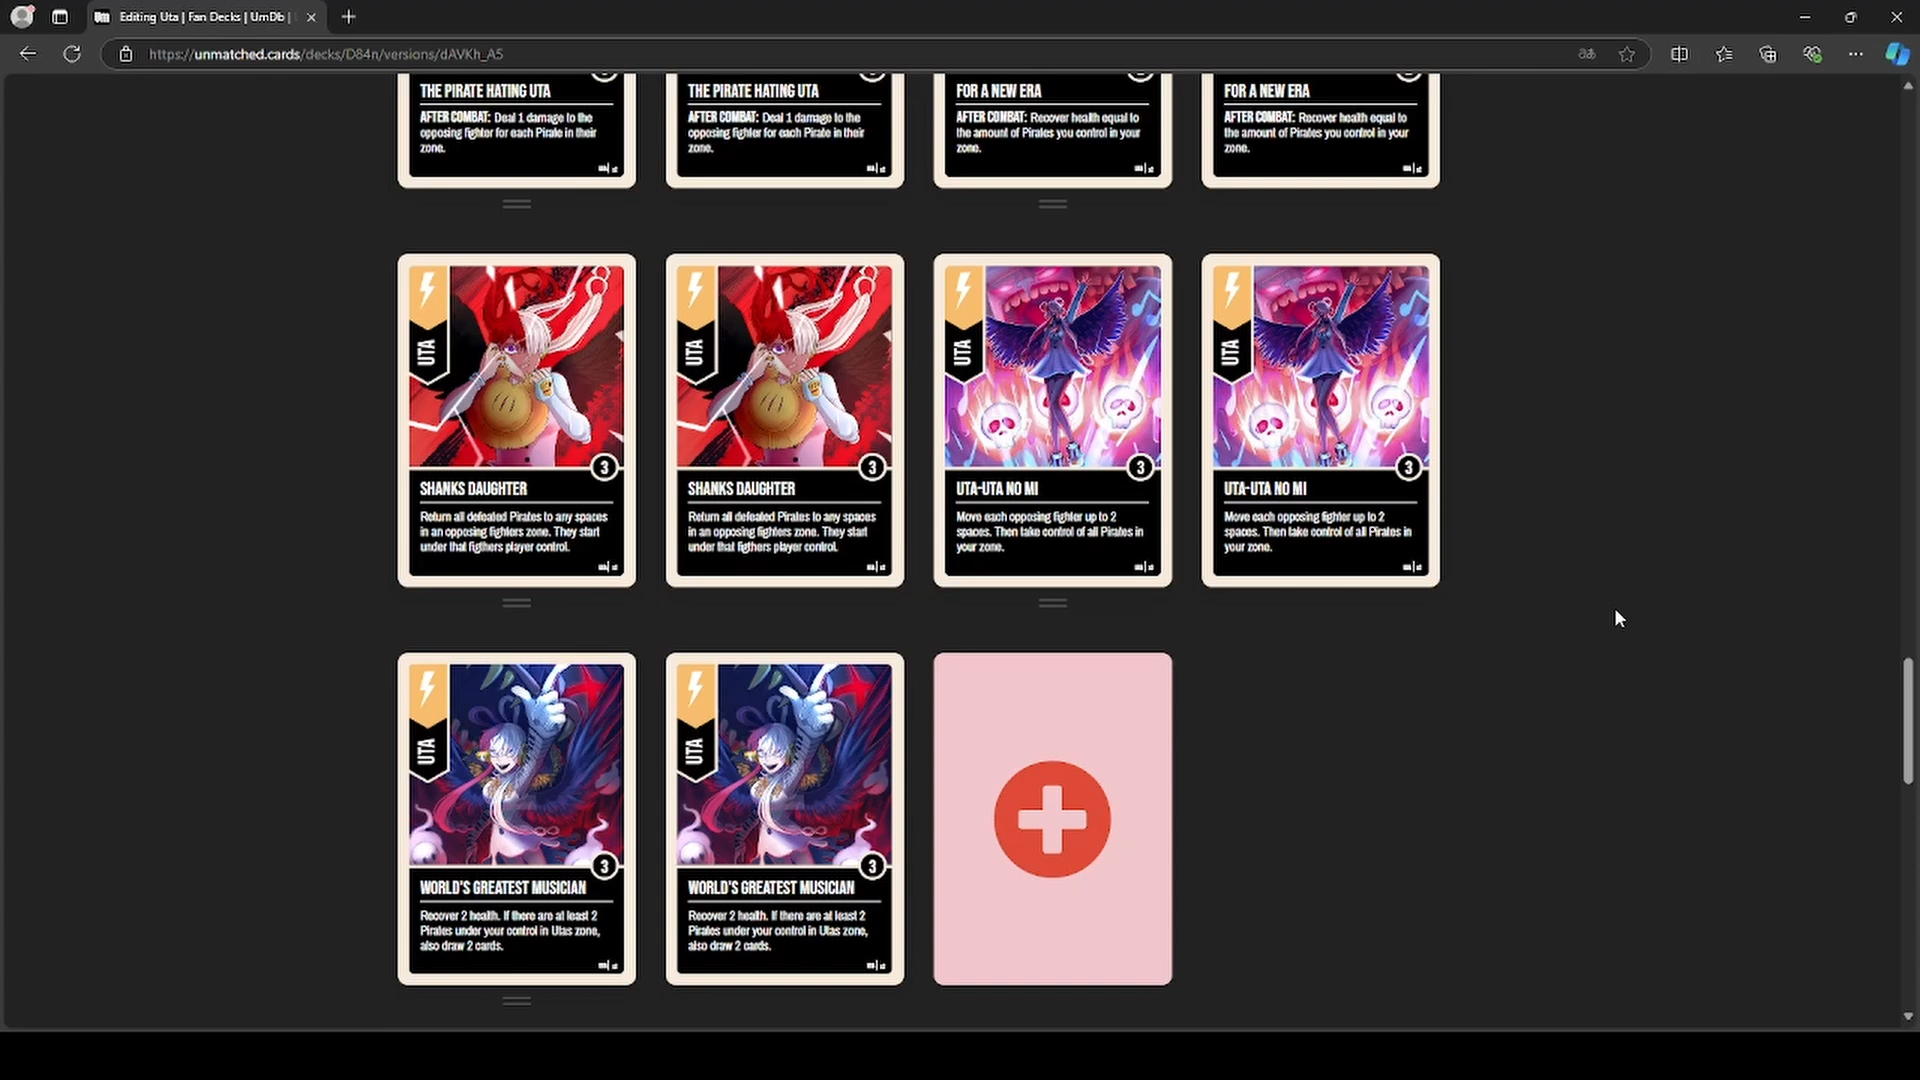 Editing Uta | Fan Decks | UmDb |
https://unmatched.cards/decks/D84n/versions/dAVKh_A5
THE PIRATE HATING UTA
AFTER COMBAT: Deal 1 damage to the
opposing fighter for each Pirate in their
zone.
THE PIRATE HATING UTA
AFTER COMBAT: Deal 1 damage to the
opposing fighter for each Pirate in their
zone.
FOR A NEW ERA
AFTER COMBAT: Recover health equal to
the amount of Pirates you control in your
zone.
FOR A NEW ERA
AFTER COMBAT: Recover health equal to
the amount of Pirates you control in your
zone.
UTA
3
SHANKS DAUGHTER
Return all defeated Pirates to any spaces
in an opposing fighters zone. They start
under that figthers player control.
UTA
3
SHANKS DAUGHTER
Return all defeated Pirates to any spaces
in an opposing fighters zone. They start
under that figthers player control.
UTA
3
UTA-UTA NO MI
Move each opposing fighter up to 2
spaces. Then take control of all Pirates in
your zone.
UTA
3
UTA-UTA NO MI
Move each opposing fighter up to 2
spaces. Then take control of all Pirates in
your zone.
UTA
3
WORLD'S GREATEST MUSICIAN
Recover 2 health. If there are at least 2
Pirates under your control in Utas zone,
also draw 2 cards.
UTA
3
WORLD'S GREATEST MUSICIAN
Recover 2 health. If there are at least 2
Pirates under your control in Utas zone,
also draw 2 cards.